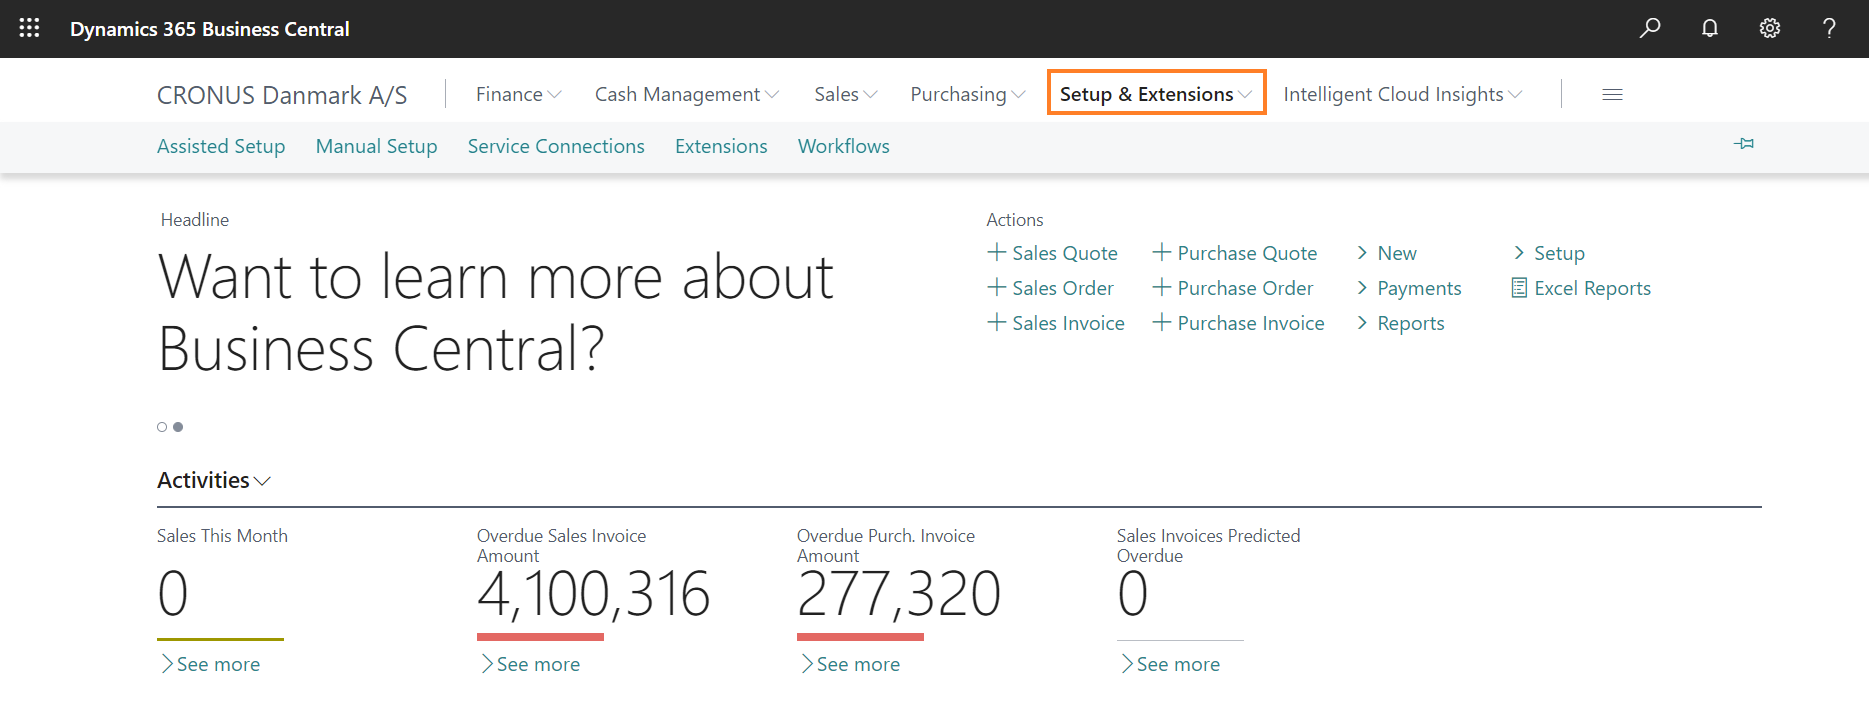 Dynamics 365 Business Central
?
CRONUS Danmark A/S
Finance
Cash Management
Sales
Purchasing
Setup & Extensions
Intelligent Cloud Insights
Assisted Setup
Manual Setup
Service Connections
Extensions
Workflows
Headline
Want to learn more about
Business Central?
Actions
+ Sales Quote
+ Purchase Quote
> New
> Setup
+ Sales Order
+ Purchase Order
> Payments
Excel Reports
+ Sales Invoice
+ Purchase Invoice
> Reports
Activities
Sales This Month
0
> See more
Overdue Sales Invoice
Amount
4,100,316
> See more
Overdue Purch. Invoice
Amount
277,320
> See more
Sales Invoices Predicted
Overdue
0
> See more